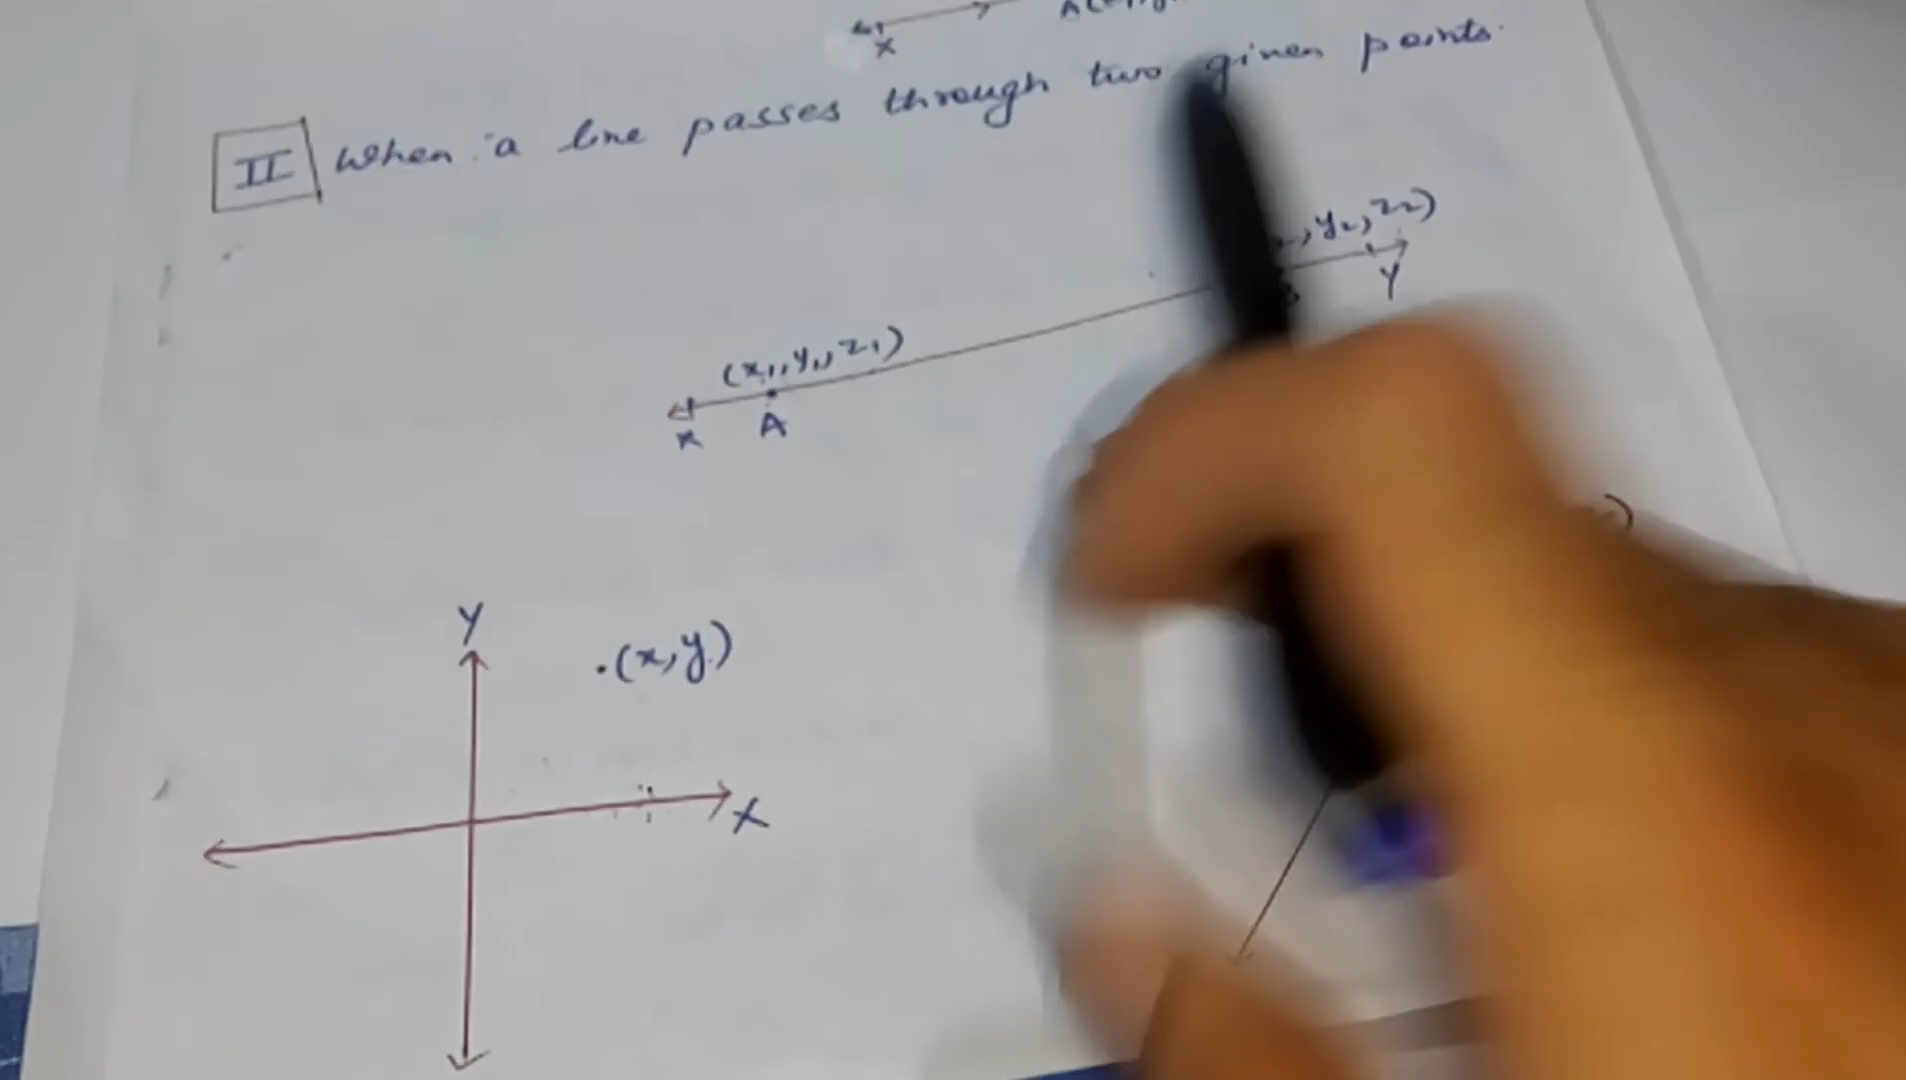 X
II When a line passes through two given points.
, y₂, z₂)
Y
(x₁, y₁, z₁)
X A
Y
.(x, y)
X